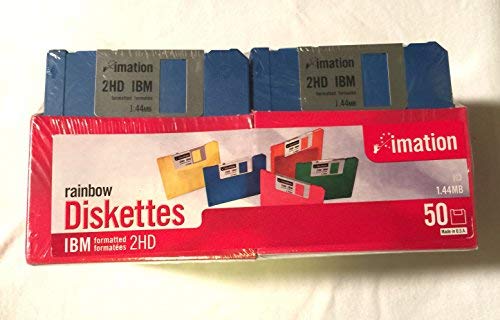 imation
2HD IBM
formatted formatées
1.44MB
imation
2HD IBM
formatted formatées
1.44MB
imation
1.44MB
rainbow
Diskettes
IBM formatted formatées 2HD
50
Made in U.S.A.